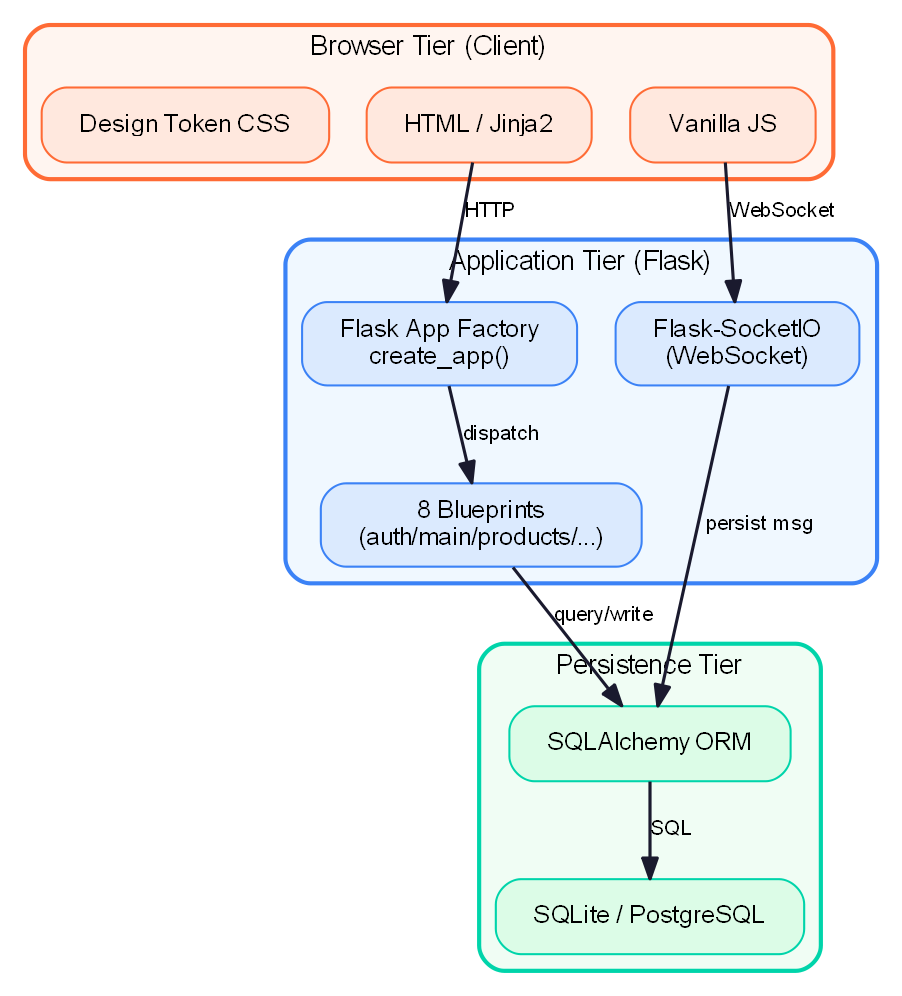 Browser Tier (Client)
Design Token CSS
HTML / Jinja2
Vanilla JS
HTTP
WebSocket
Application Tier (Flask)
Flask App Factory
create_app()
Flask-SocketIO
(WebSocket)
dispatch
8 Blueprints
(auth/main/products/...)
persist msg
query/write
Persistence Tier
SQLAlchemy ORM
SQL
SQLite / PostgreSQL